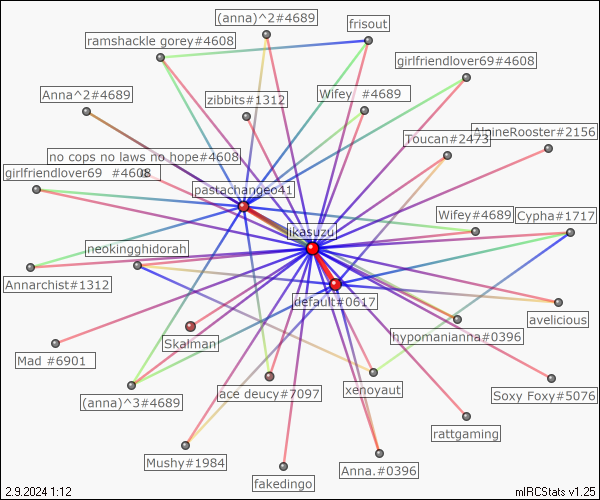 (anna)^2#4689
frisout
ramshackle gorey#4608
girlfriendlover69#4608
Anna^2#4689
zibbits#1312
Wifey #4689
Toucan#2473
AlpineRooster#2156
no cops no laws no hope#4608
girlfriendlover69 #4608
pastachangeo41
Wifey#4689
Cypha#1717
ikasuzu
neokingghidorah
Annarchist#1312
default#0617
avelicious
hypomanianna#0396
Skalman
Mad #6901
(anna)^3#4689
ace deucy#7097
xenoyaut
Soxy Foxy#5076
rattgaming
Mushy#1984
fakedingo
Anna.#0396
2.9.2024 1:12
mIRCStats v1.25